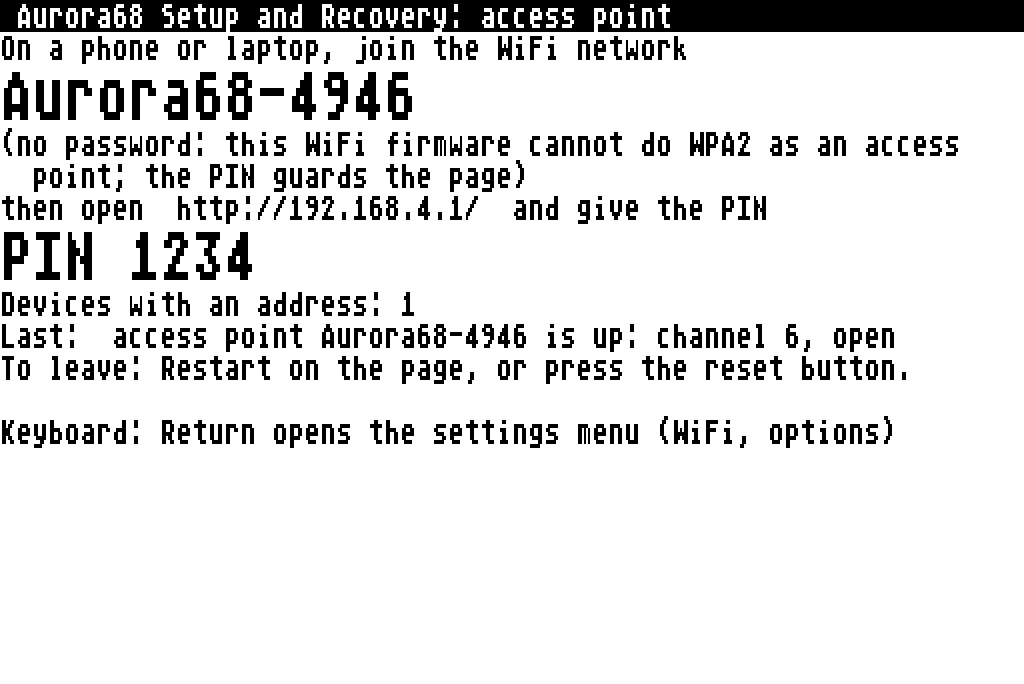 Aurora68 Setup and Recovery: access point
On a phone or laptop, join the WiFi network
Aurora68-4946
(no password: this WiFi firmware cannot do WPA2 as an access
point; the PIN guards the page)
then open  http://192.168.4.1/  and give the PIN
PIN 1234
Devices with an address: 1
Last:  access point Aurora68-4946 is up: channel 6, open
To leave: Restart on the page, or press the reset button.
Keyboard: Return opens the settings menu (WiFi, options)